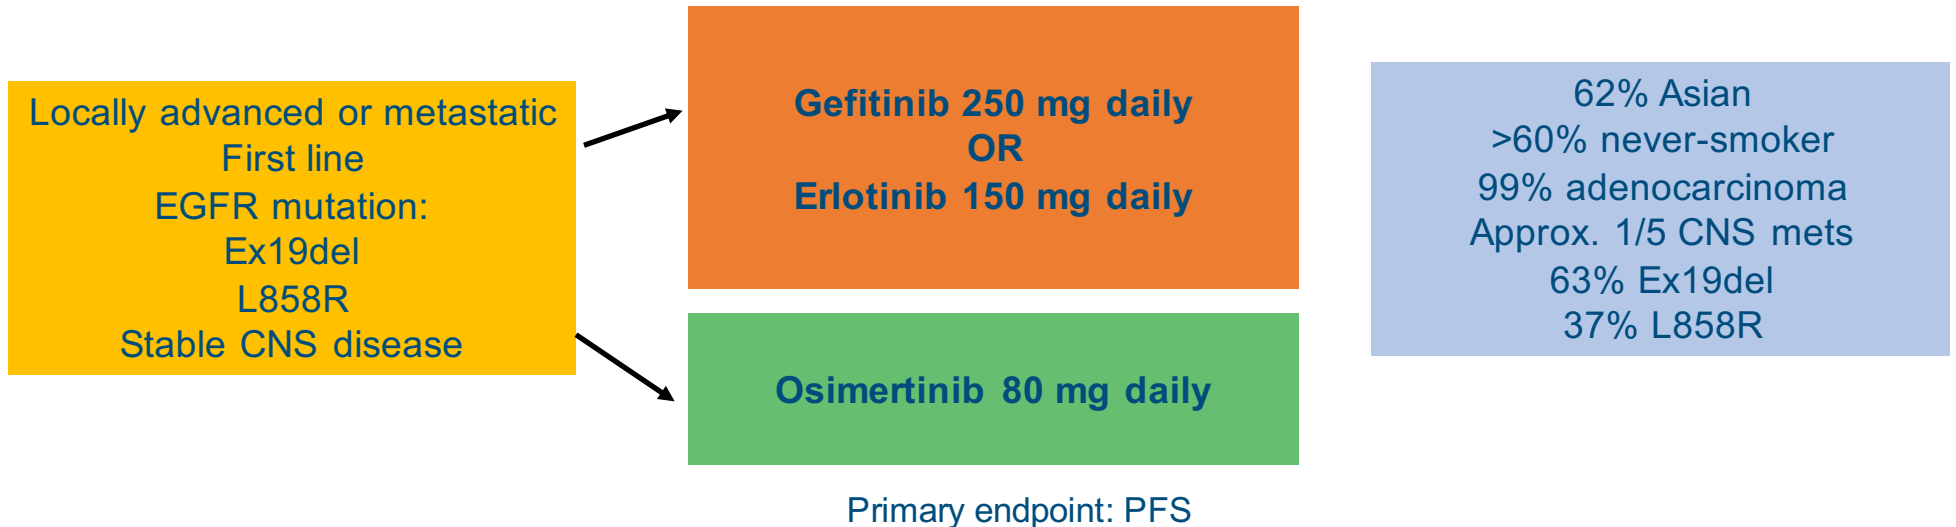 Locally advanced or metastatic
First line
EGFR mutation:
Ex19del
L858R
Stable CNS disease
Gefitinib 250 mg daily
OR
Erlotinib 150 mg daily
Osimertinib 80 mg daily
Primary endpoint: PFS
62% Asian
>60% never-smoker
99% adenocarcinoma
Approx. 1/5 CNS mets
63% Ex19del
37% L858R